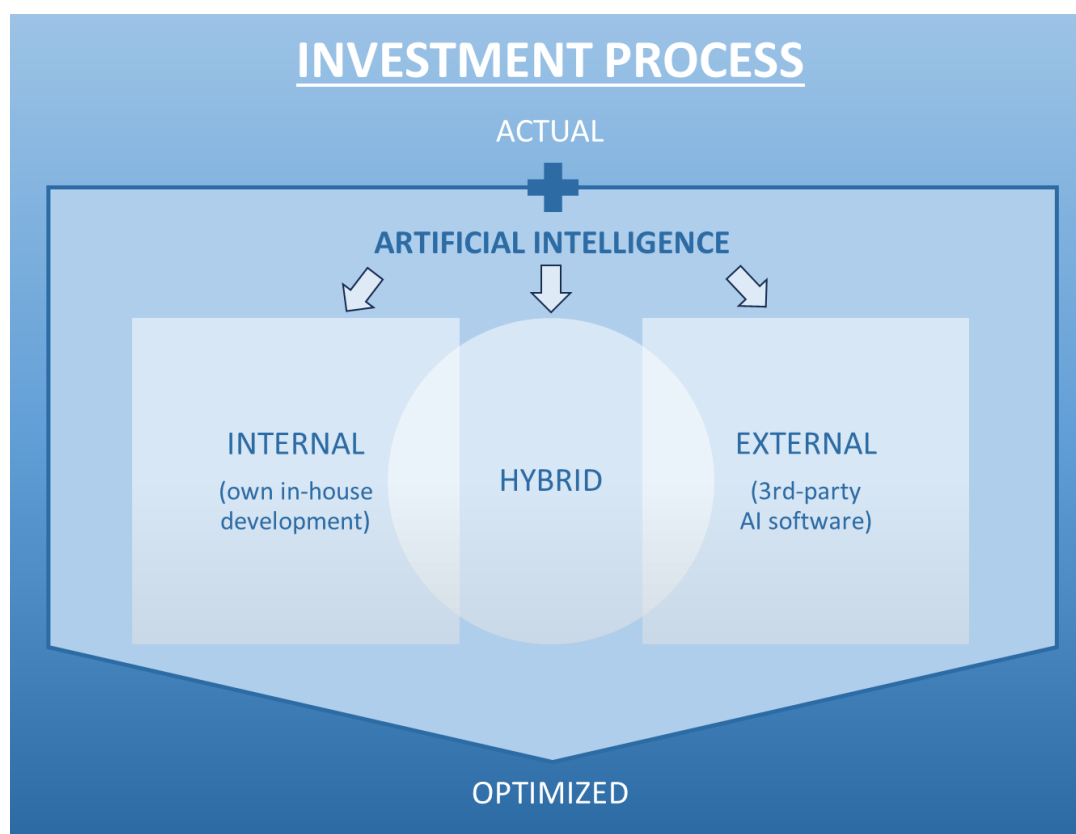 INVESTMENT PROCESS
ACTUAL
ARTIFICIAL INTELLIGENCE
INTERNAL
(own in-house
development)
HYBRID
EXTERNAL
(3rd-party
AI software)
OPTIMIZED